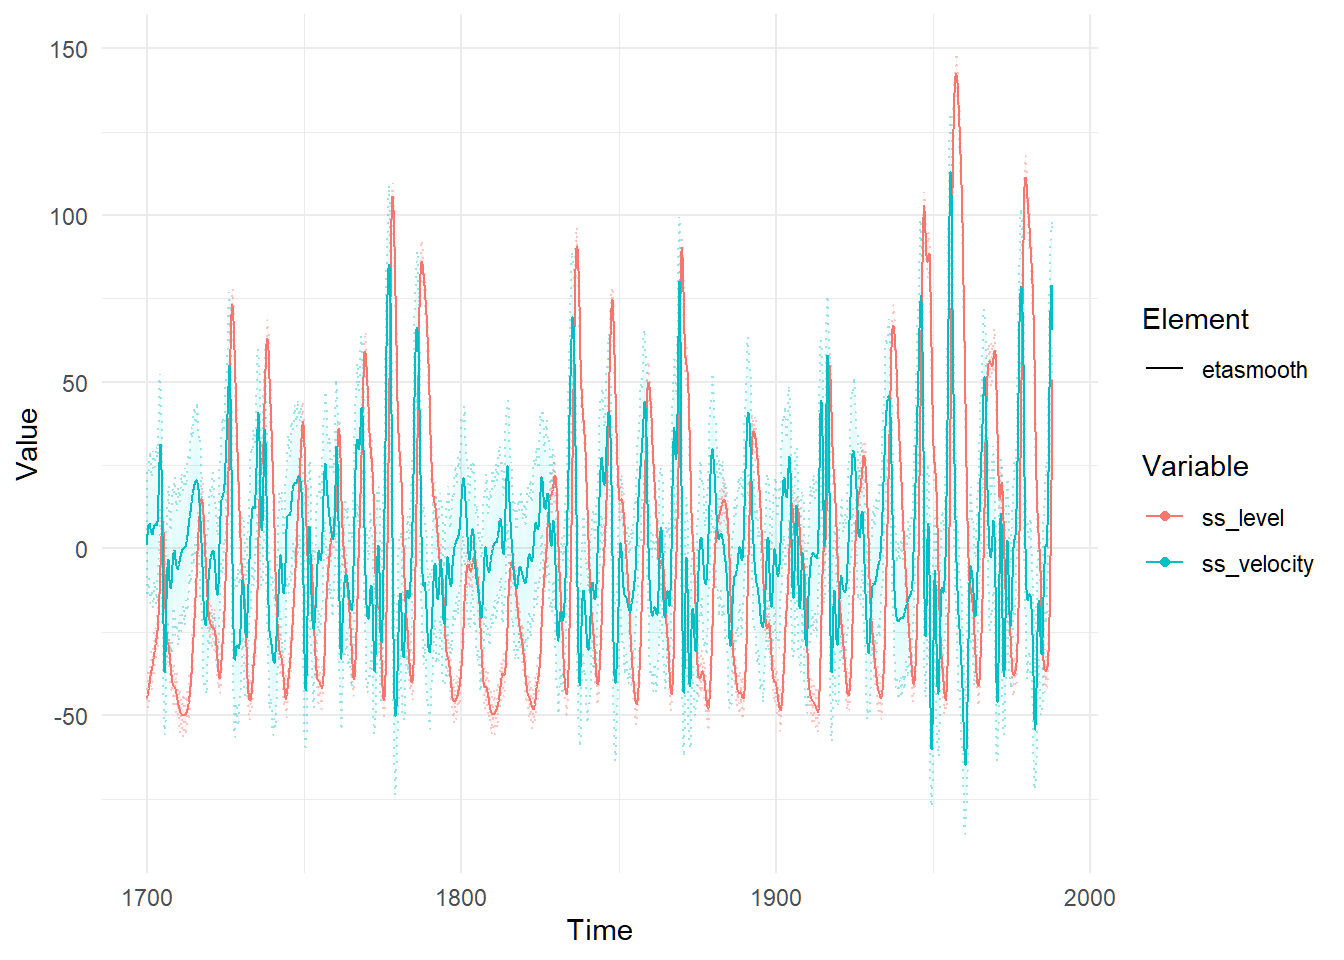 150
100
50
0
-50
Value
1700
1800
1900
2000
Time
Element
etasmooth
Variable
ss_level
ss_velocity